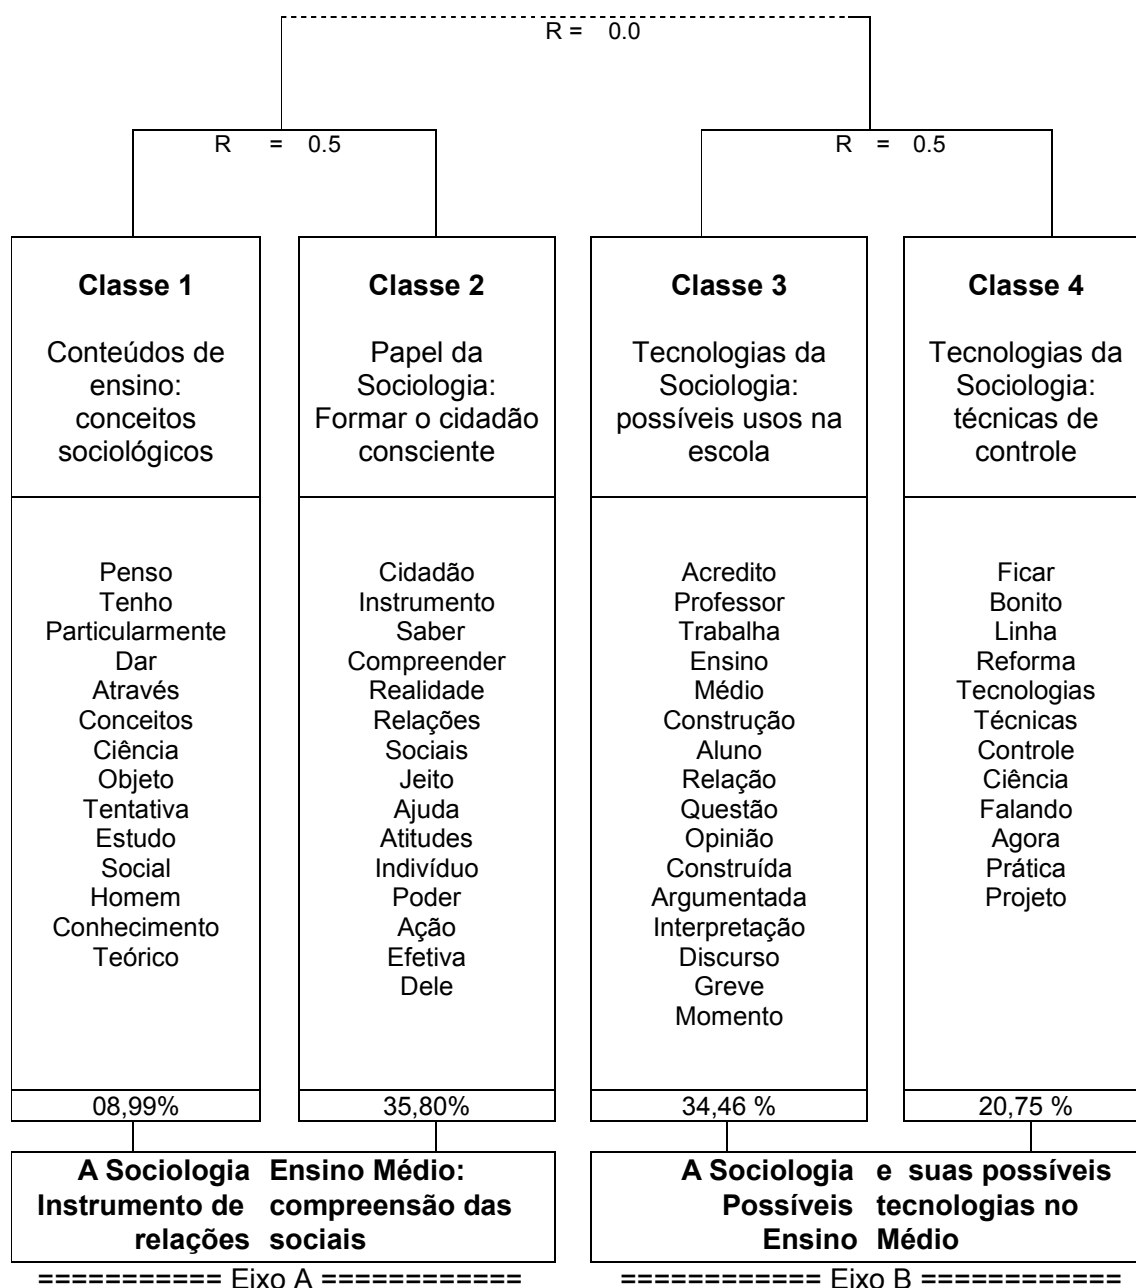 R = 0.0
R = 0.5
R = 0.5
Classe 1
Conteúdos de
ensino:
conceitos
sociológicos
Penso
Tenho
Particularmente
Dar
Através
Conceitos
Ciência
Objeto
Tentativa
Estudo
Social
Homem
Conhecimento
Teórico
08,99%
Classe 2
Papel da
Sociologia:
Formar o cidadão
consciente
Cidadão
Instrumento
Saber
Compreender
Realidade
Relações
Sociais
Jeito
Ajuda
Atitudes
Indivíduo
Poder
Ação
Efetiva
Dele
35,80%
Classe 3
Tecnologias da
Sociologia:
possíveis usos na
escola
Acredito
Professor
Trabalha
Ensino
Médio
Construção
Aluno
Relação
Questão
Opinião
Construída
Argumentada
Interpretação
Discurso
Greve
Momento
34,46 %
Classe 4
Tecnologias da
Sociologia:
técnicas de
controle
Ficar
Bonito
Linha
Reforma
Tecnologias
Técnicas
Controle
Ciência
Falando
Agora
Prática
Projeto
20,75 %
A Sociologia Ensino Médio:
Instrumento de compreensão das
relações sociais
=========== Eixo A ============
A Sociologia e suas possíveis
Possíveis tecnologias no
Ensino Médio
============ Eixo B ============